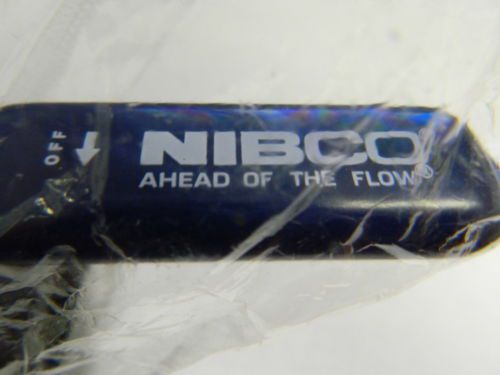 OFF
NIBCO
AHEAD OF THE FLOW®